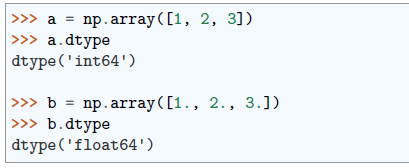 >>> a = np.array([1, 2, 3])
>>> a.dtype
dtype('int64')
>>> b = np.array([1., 2., 3.])
>>> b.dtype
dtype('float64')